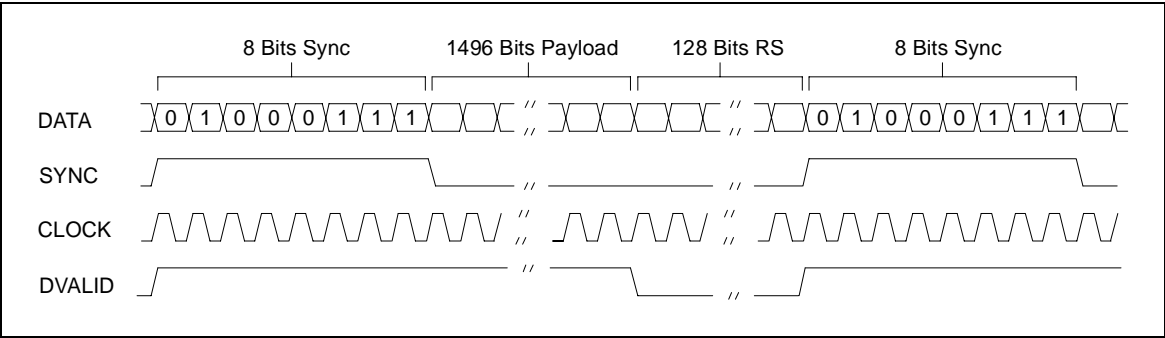 8 Bits Sync 1496 Bits Payload 128 Bits RS 8 Bits Sync
DATA 0 1 0 0 0 1 1 1 // // 0 1 0 0 0 1 1 1
SYNC // //
CLOCK // //
DVALID // //